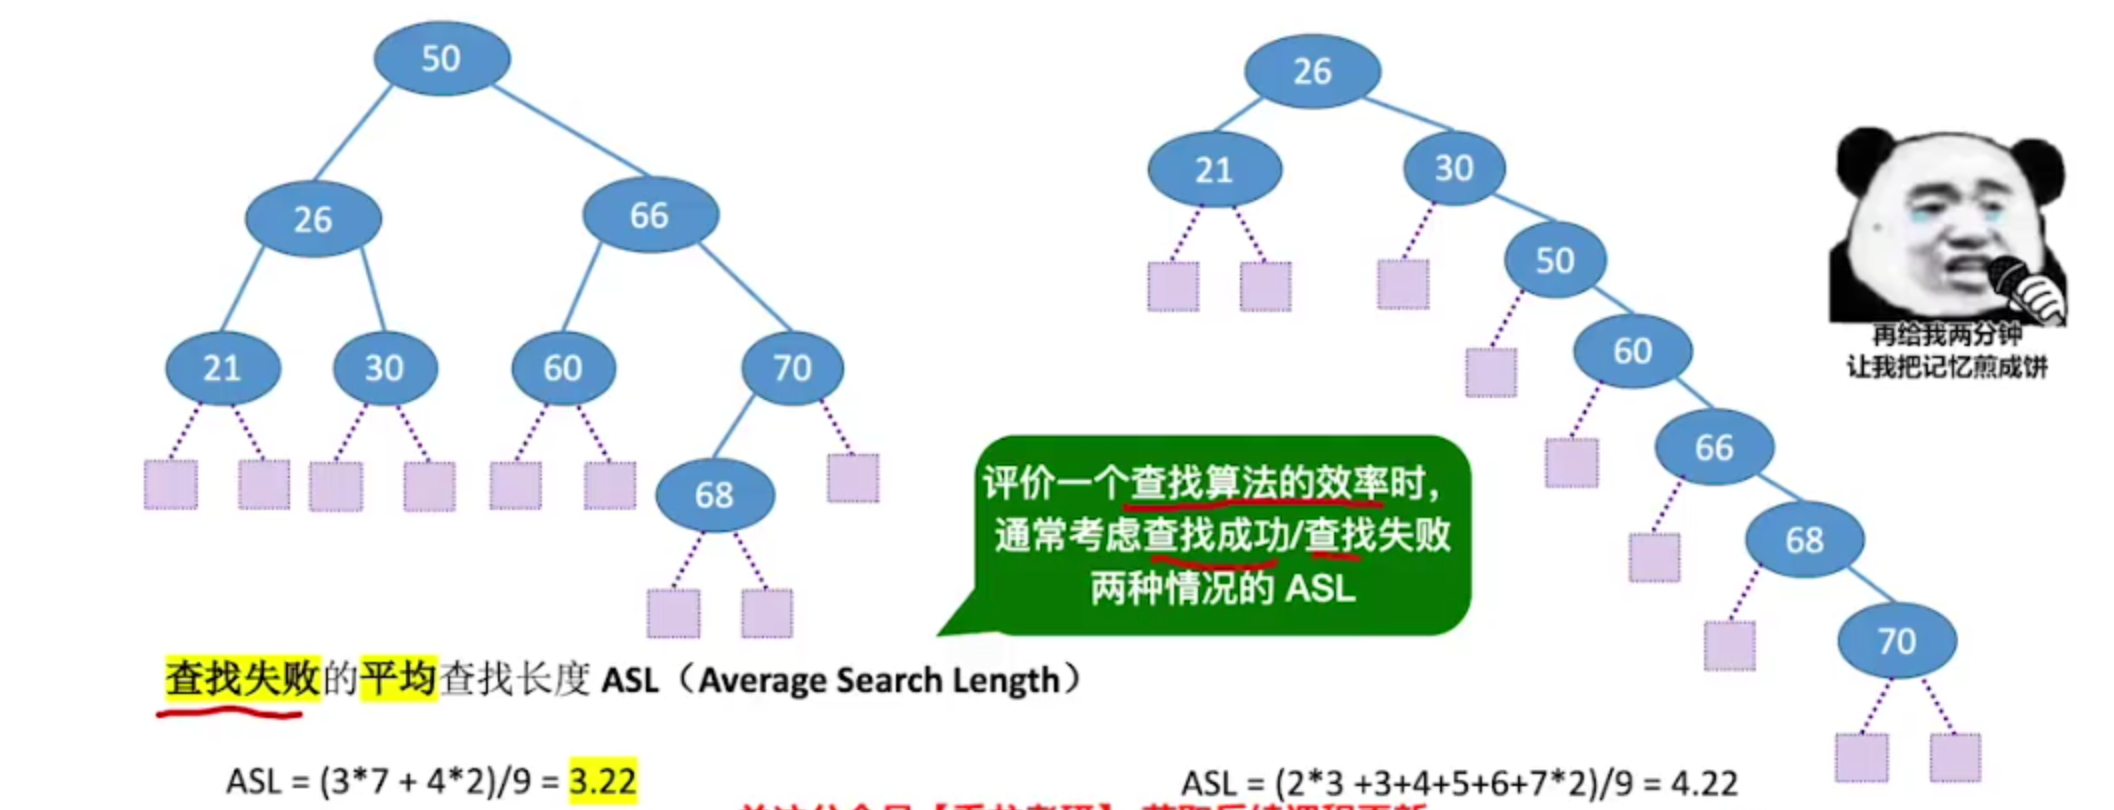 50
26
66
21
30
60
70
68
26
21
30
50
60
66
68
70
再给我两分钟
让我把记忆煎成饼
评价一个查找算法的效率时，
通常考虑查找成功/查找失败
两种情况的 ASL
查找失败的平均查找长度 ASL（Average Search Length）
ASL = (3*7 + 4*2)/9 = 3.22
ASL = (2*3 +3+4+5+6+7*2)/9 = 4.22